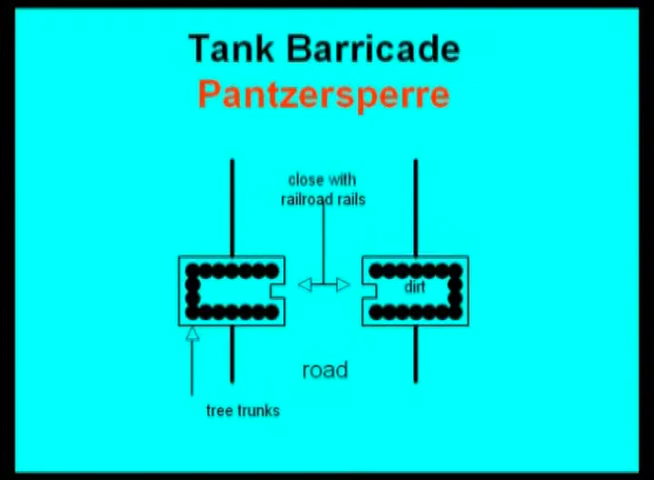 Tank Barricade
Pantzersperre
close with
railroad rails
dirt
road
tree trunks